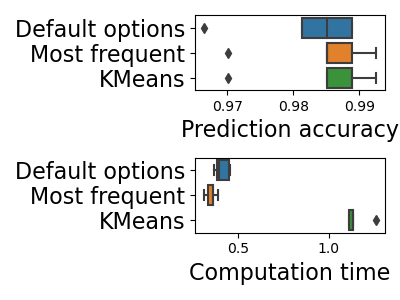 Default options
Most frequent
KMeans
0.97 0.98 0.99
Prediction accuracy
Default options
Most frequent
KMeans
0.5 1.0
Computation time